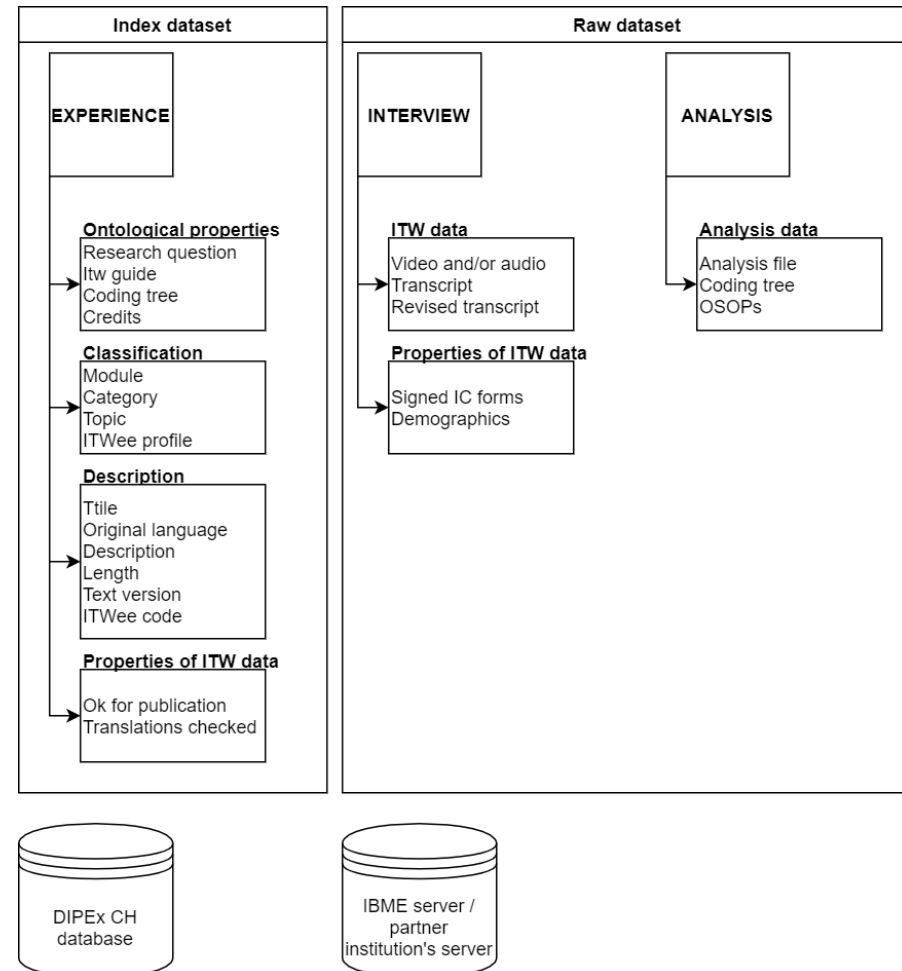 Index dataset
EXPERIENCE
Ontological properties
Research question
Itw guide
Coding tree
Credits
Classification
Module
Category
Topic
ITWee profile
Description
Ttile
Original language
Description
Length
Text version
ITWee code
Properties of ITW data
Ok for publication
Translations checked
Raw dataset
INTERVIEW
ITW data
Video and/or audio
Transcript
Revised transcript
Properties of ITW data
Signed IC forms
Demographics
ANALYSIS
Analysis data
Analysis file
Coding tree
OSOPs
DIPEx CH
database
IBME server /
partner
institution's server